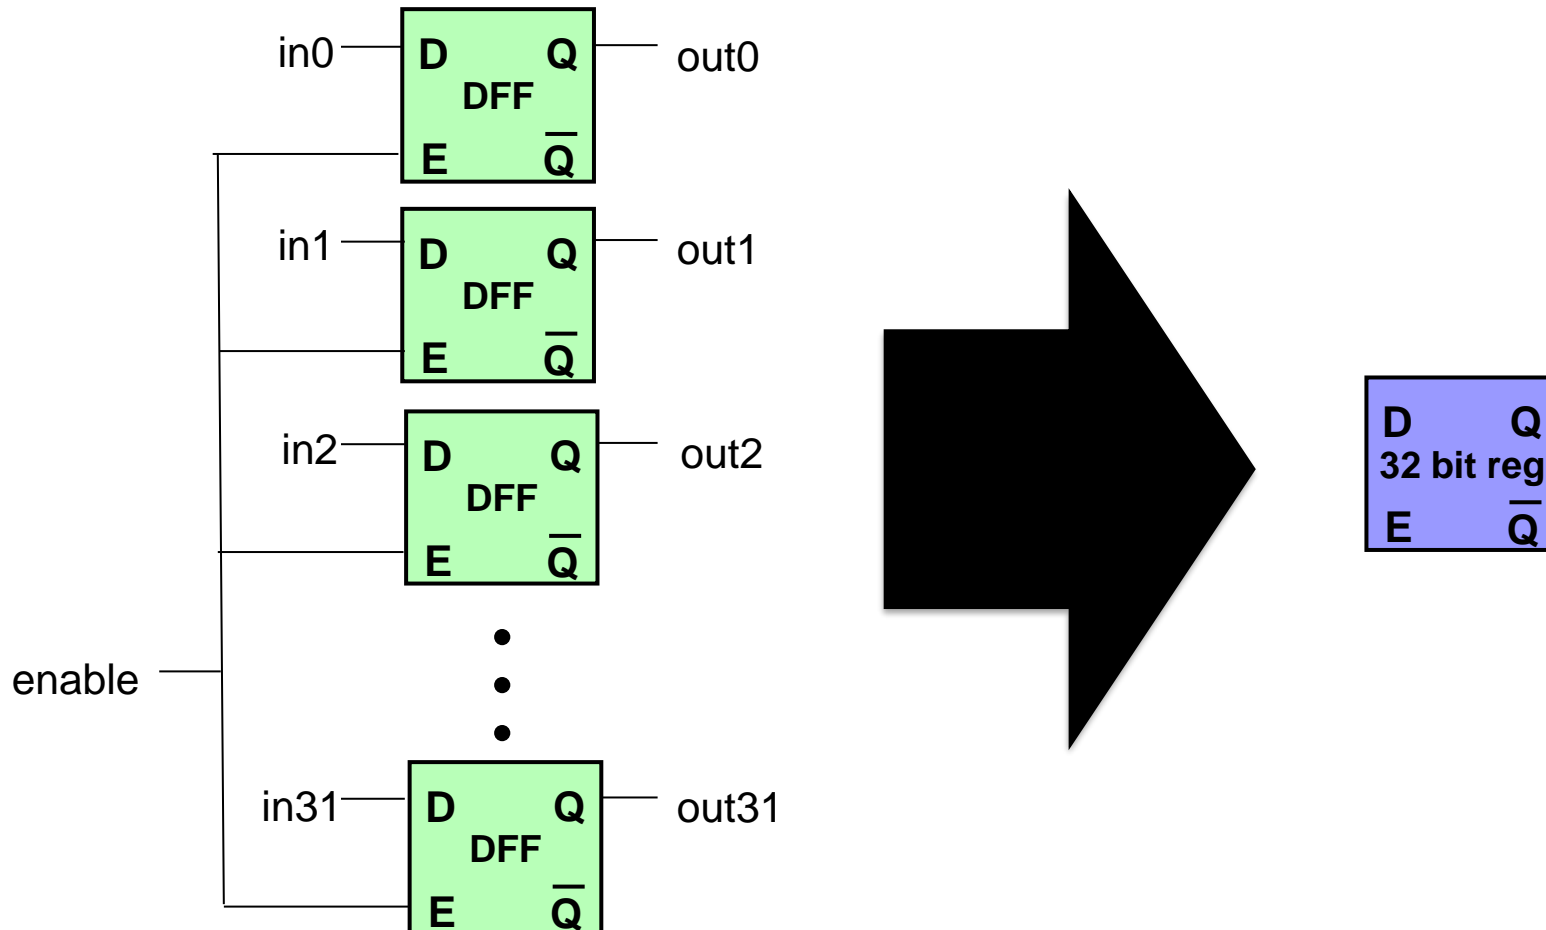 in0 D Q out0
DFF
E Q̅
in1 D Q out1
DFF
E Q̅
in2 D Q out2
DFF
E Q̅
enable
in31 D Q out31
DFF
E Q̅
D Q
32 bit reg
E Q̅